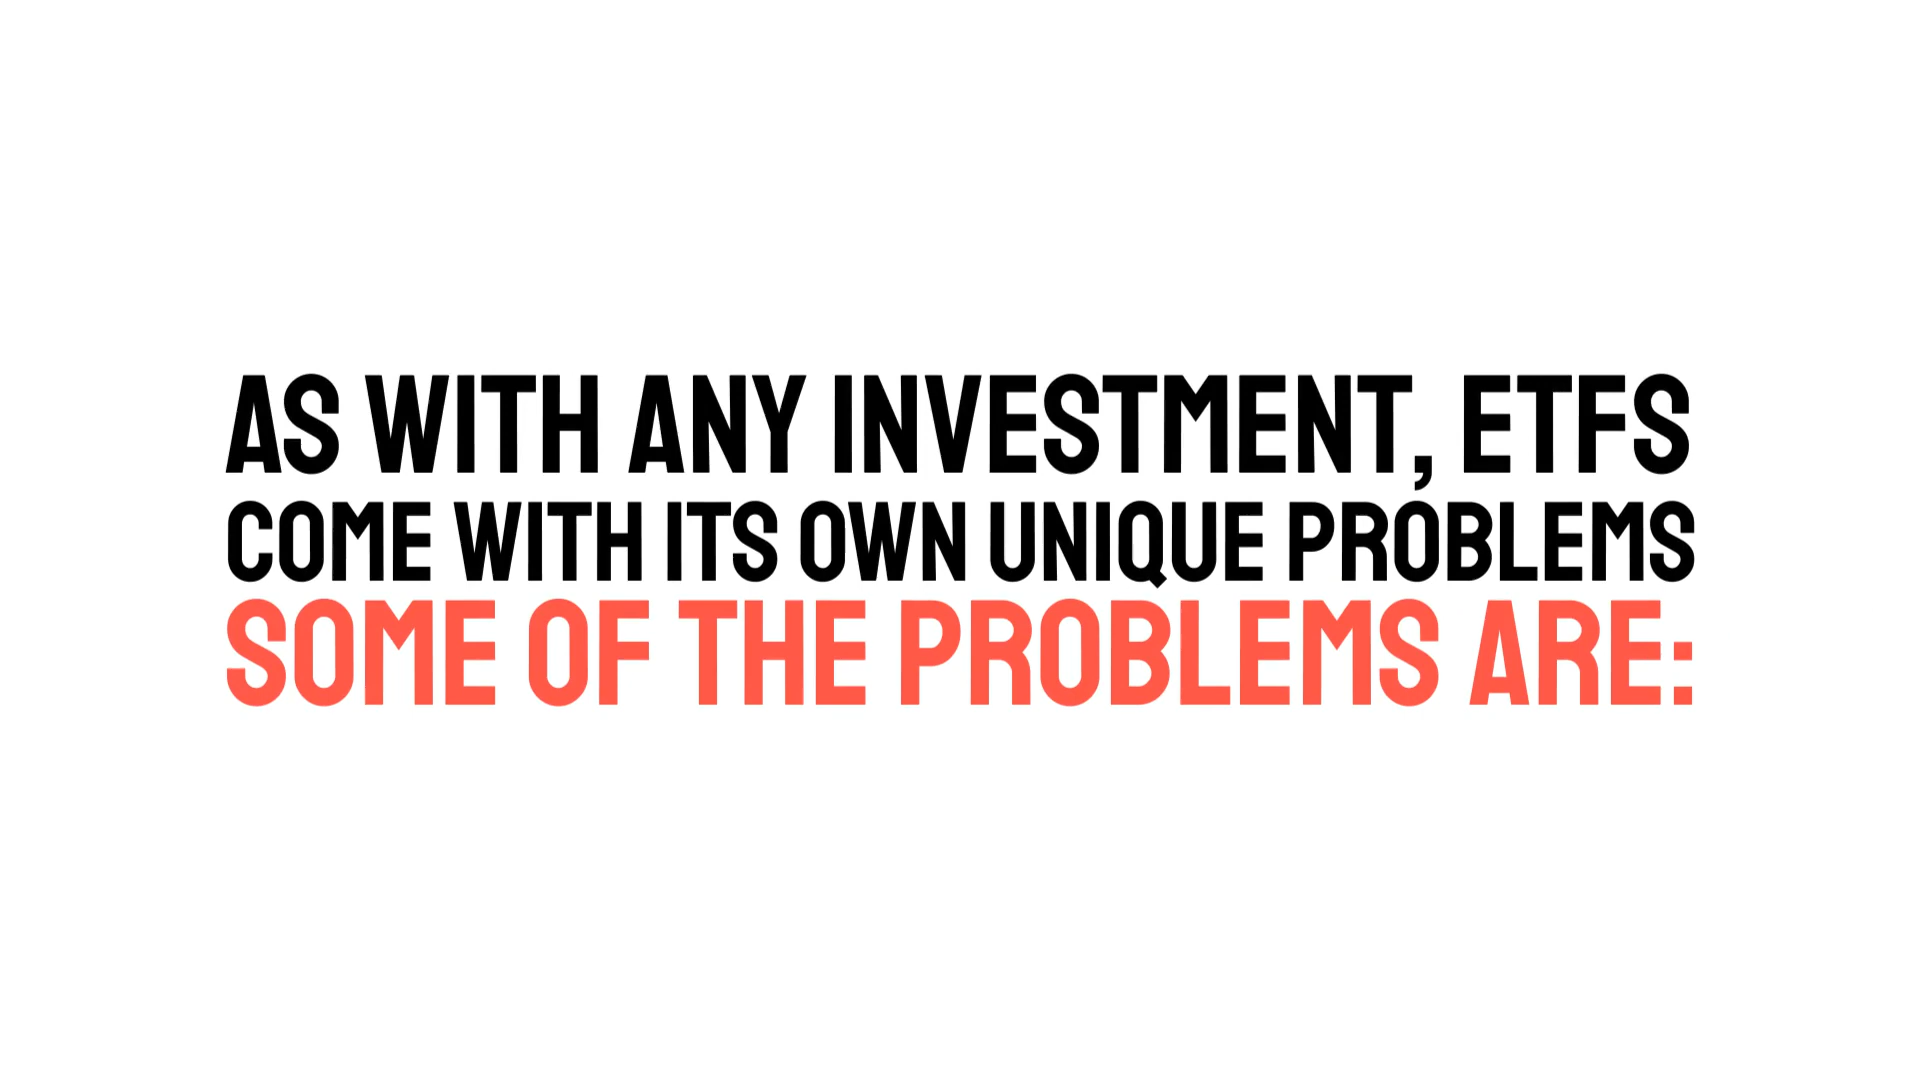 AS WITH ANY INVESTMENT, ETFS
COME WITH ITS OWN UNIQUE PROBLEMS
SOME OF THE PROBLEMS ARE: